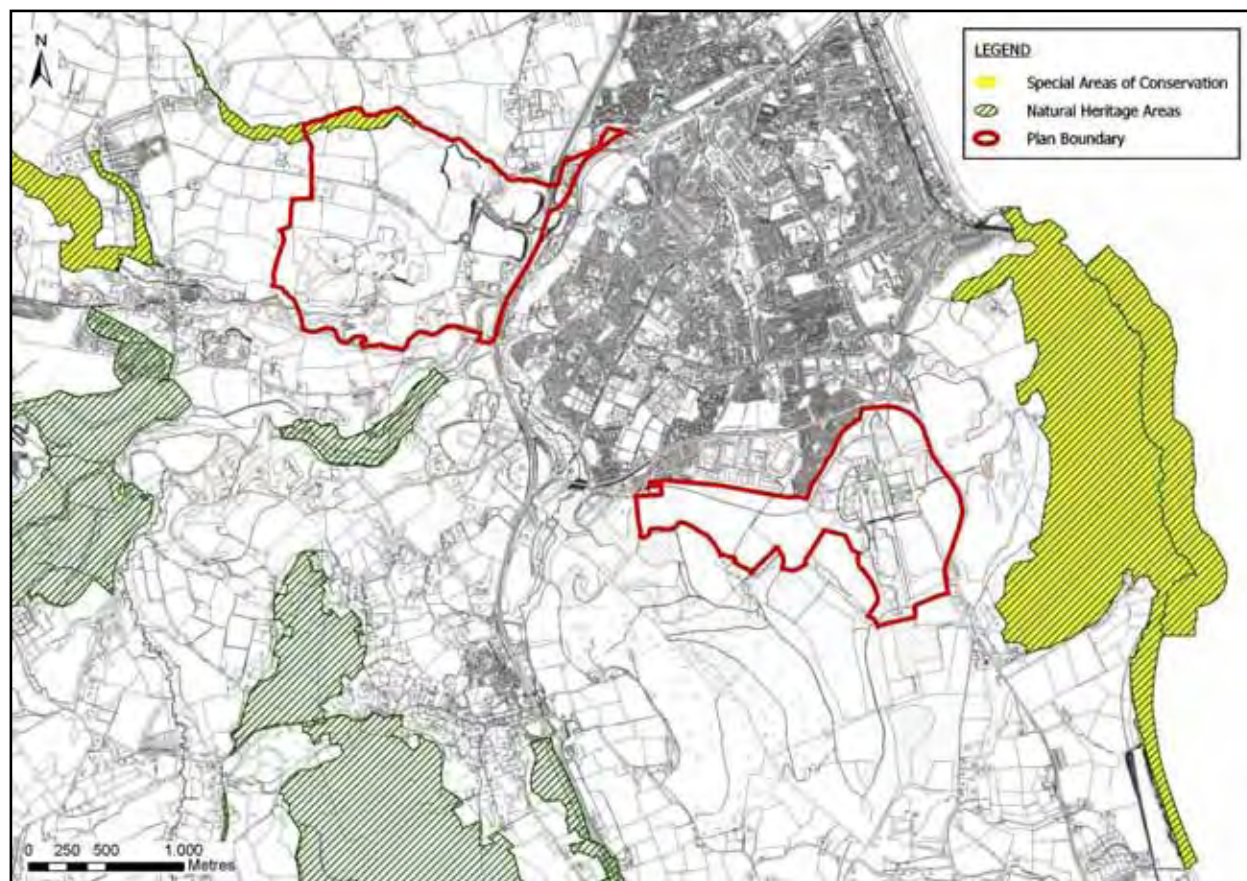 N
LEGEND
Special Areas of Conservation
Natural Heritage Areas
Plan Boundary
0 250 500 1.000
Metres